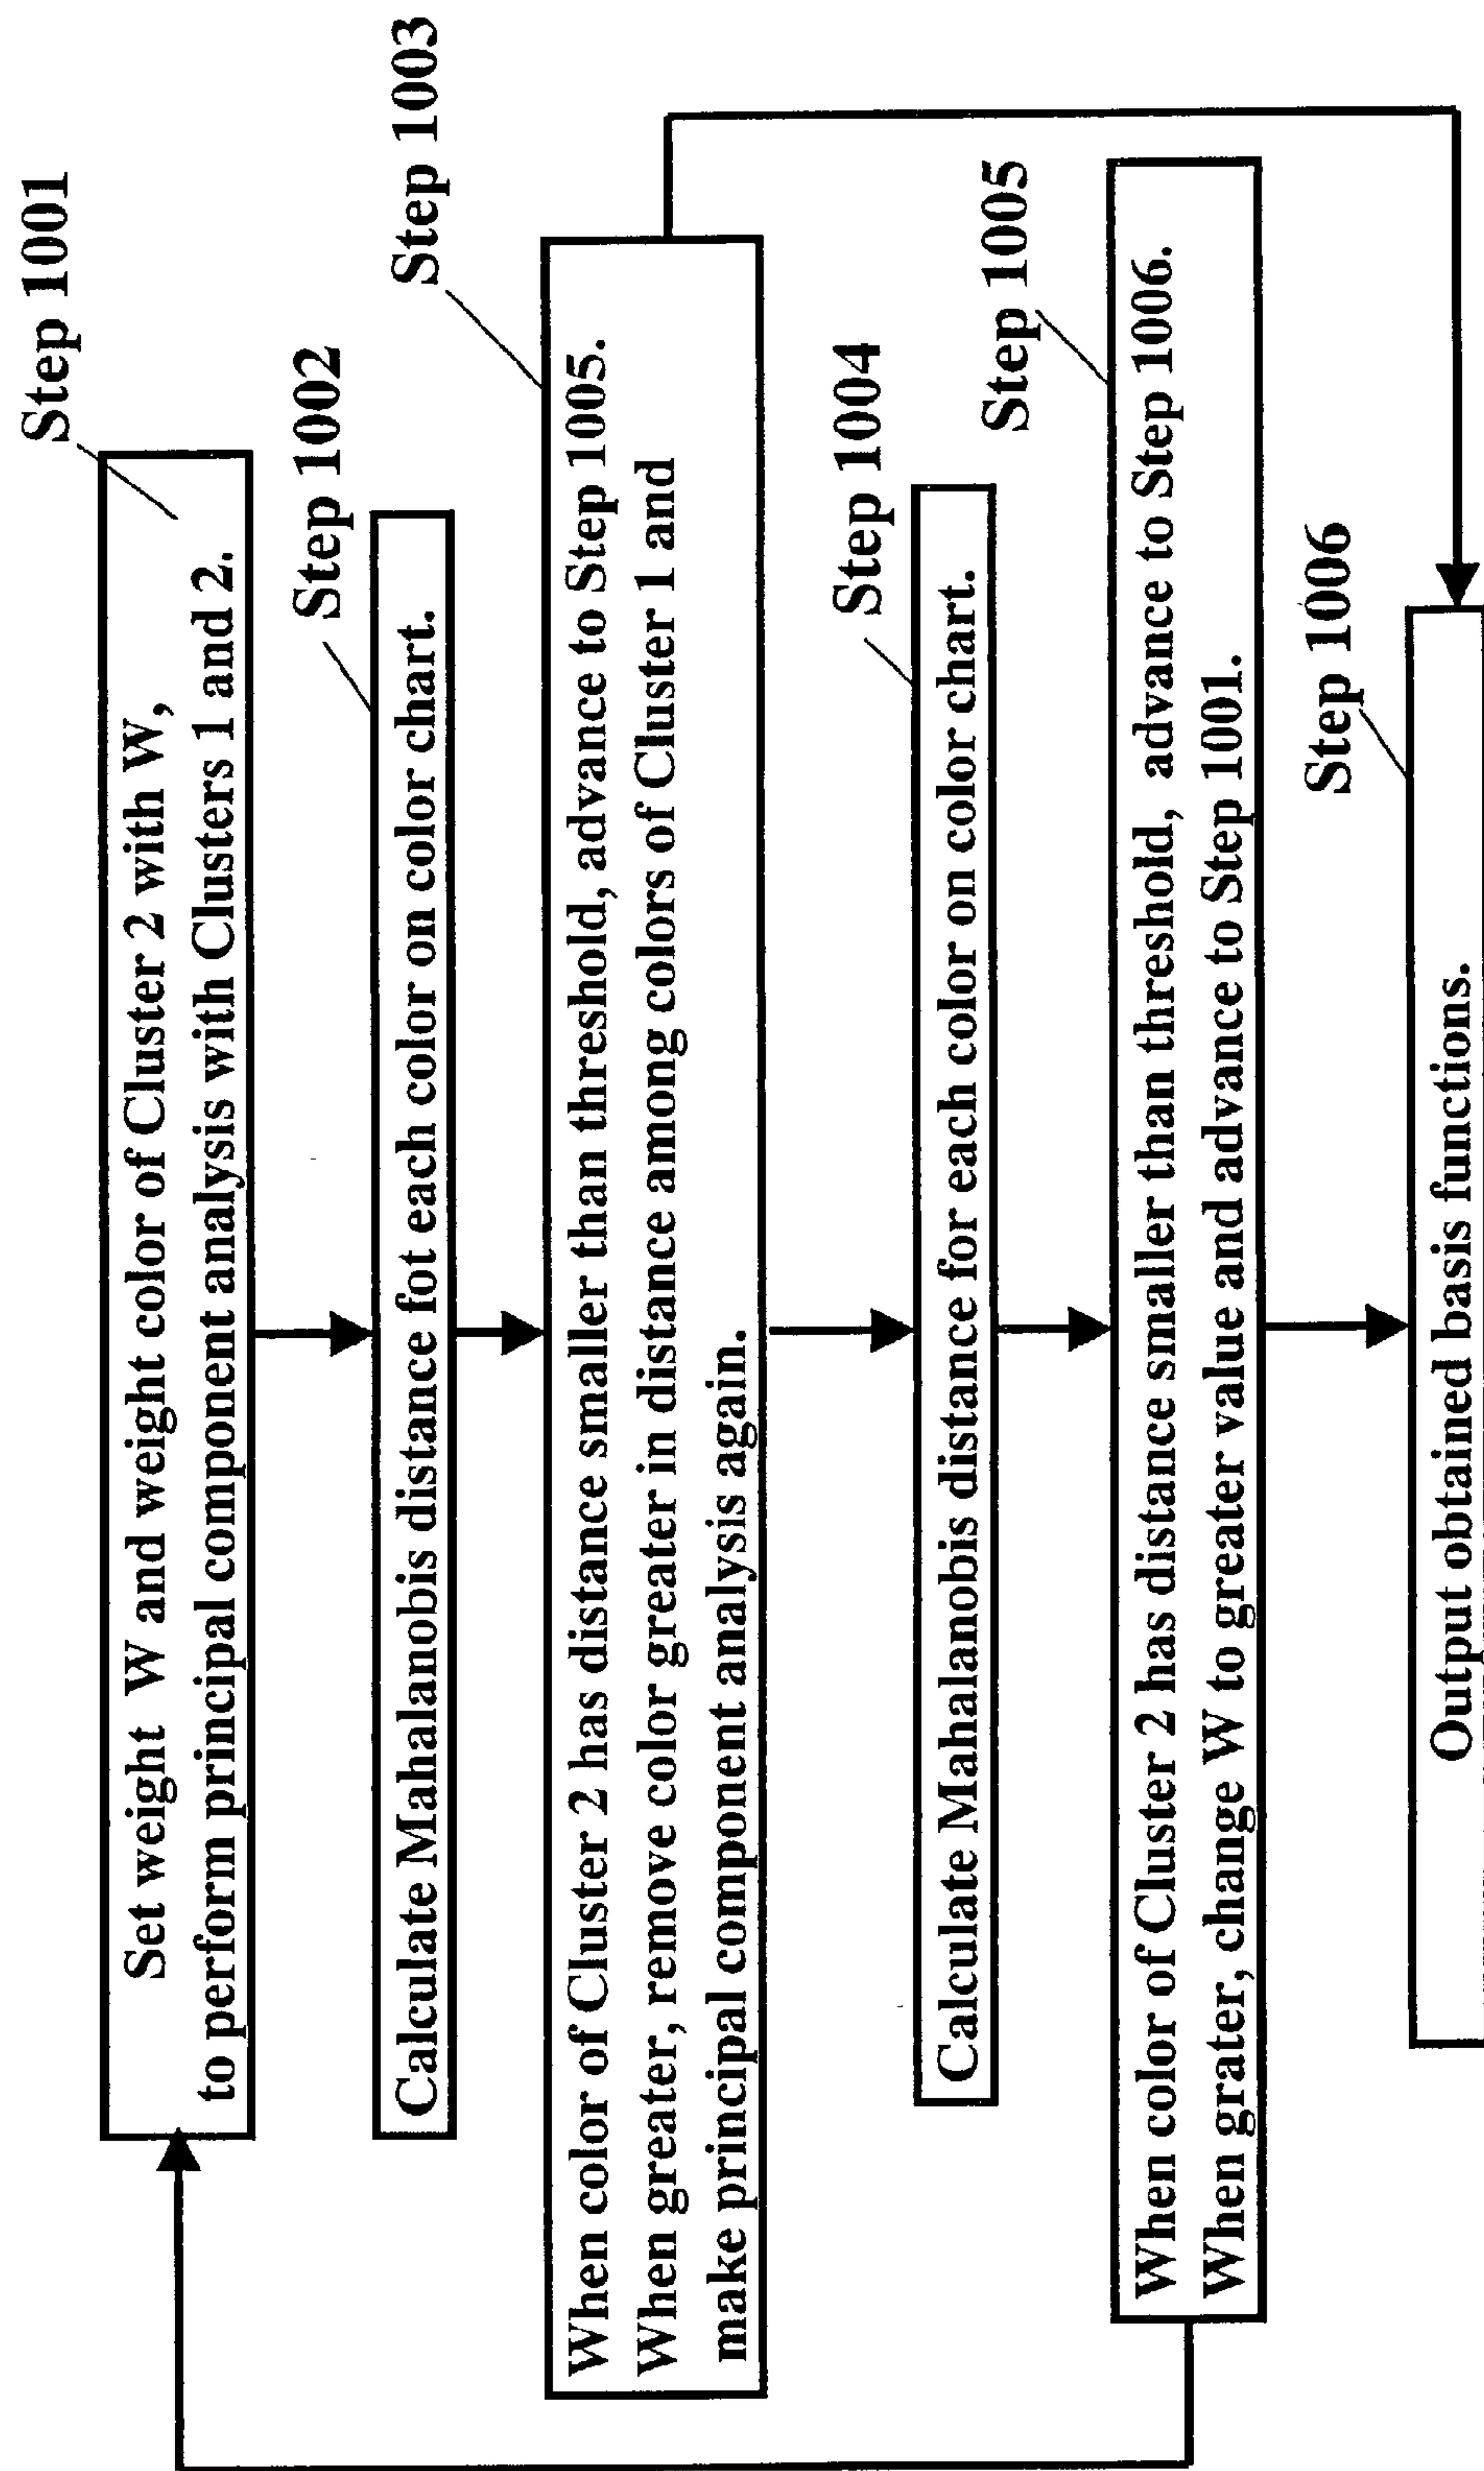 Step 1001
Set weight W and weight color of Cluster 2 with W,
to perform principal component analysis with Clusters 1 and 2.
Step 1002
Calculate Mahalanobis distance fot each color on color chart.
Step 1003
When color of Cluster 2 has distance smaller than threshold, advance to Step 1005.
When greater, remove color greater in distance among colors of Cluster 1 and
make principal component analysis again.
Step 1004
Calculate Mahalanobis distance for each color on color chart.
Step 1005
When color of Cluster 2 has distance smaller than threshold, advance to Step 1006.
When grater, change W to greater value and advance to Step 1001.
Step 1006
Output obtained basis functions.